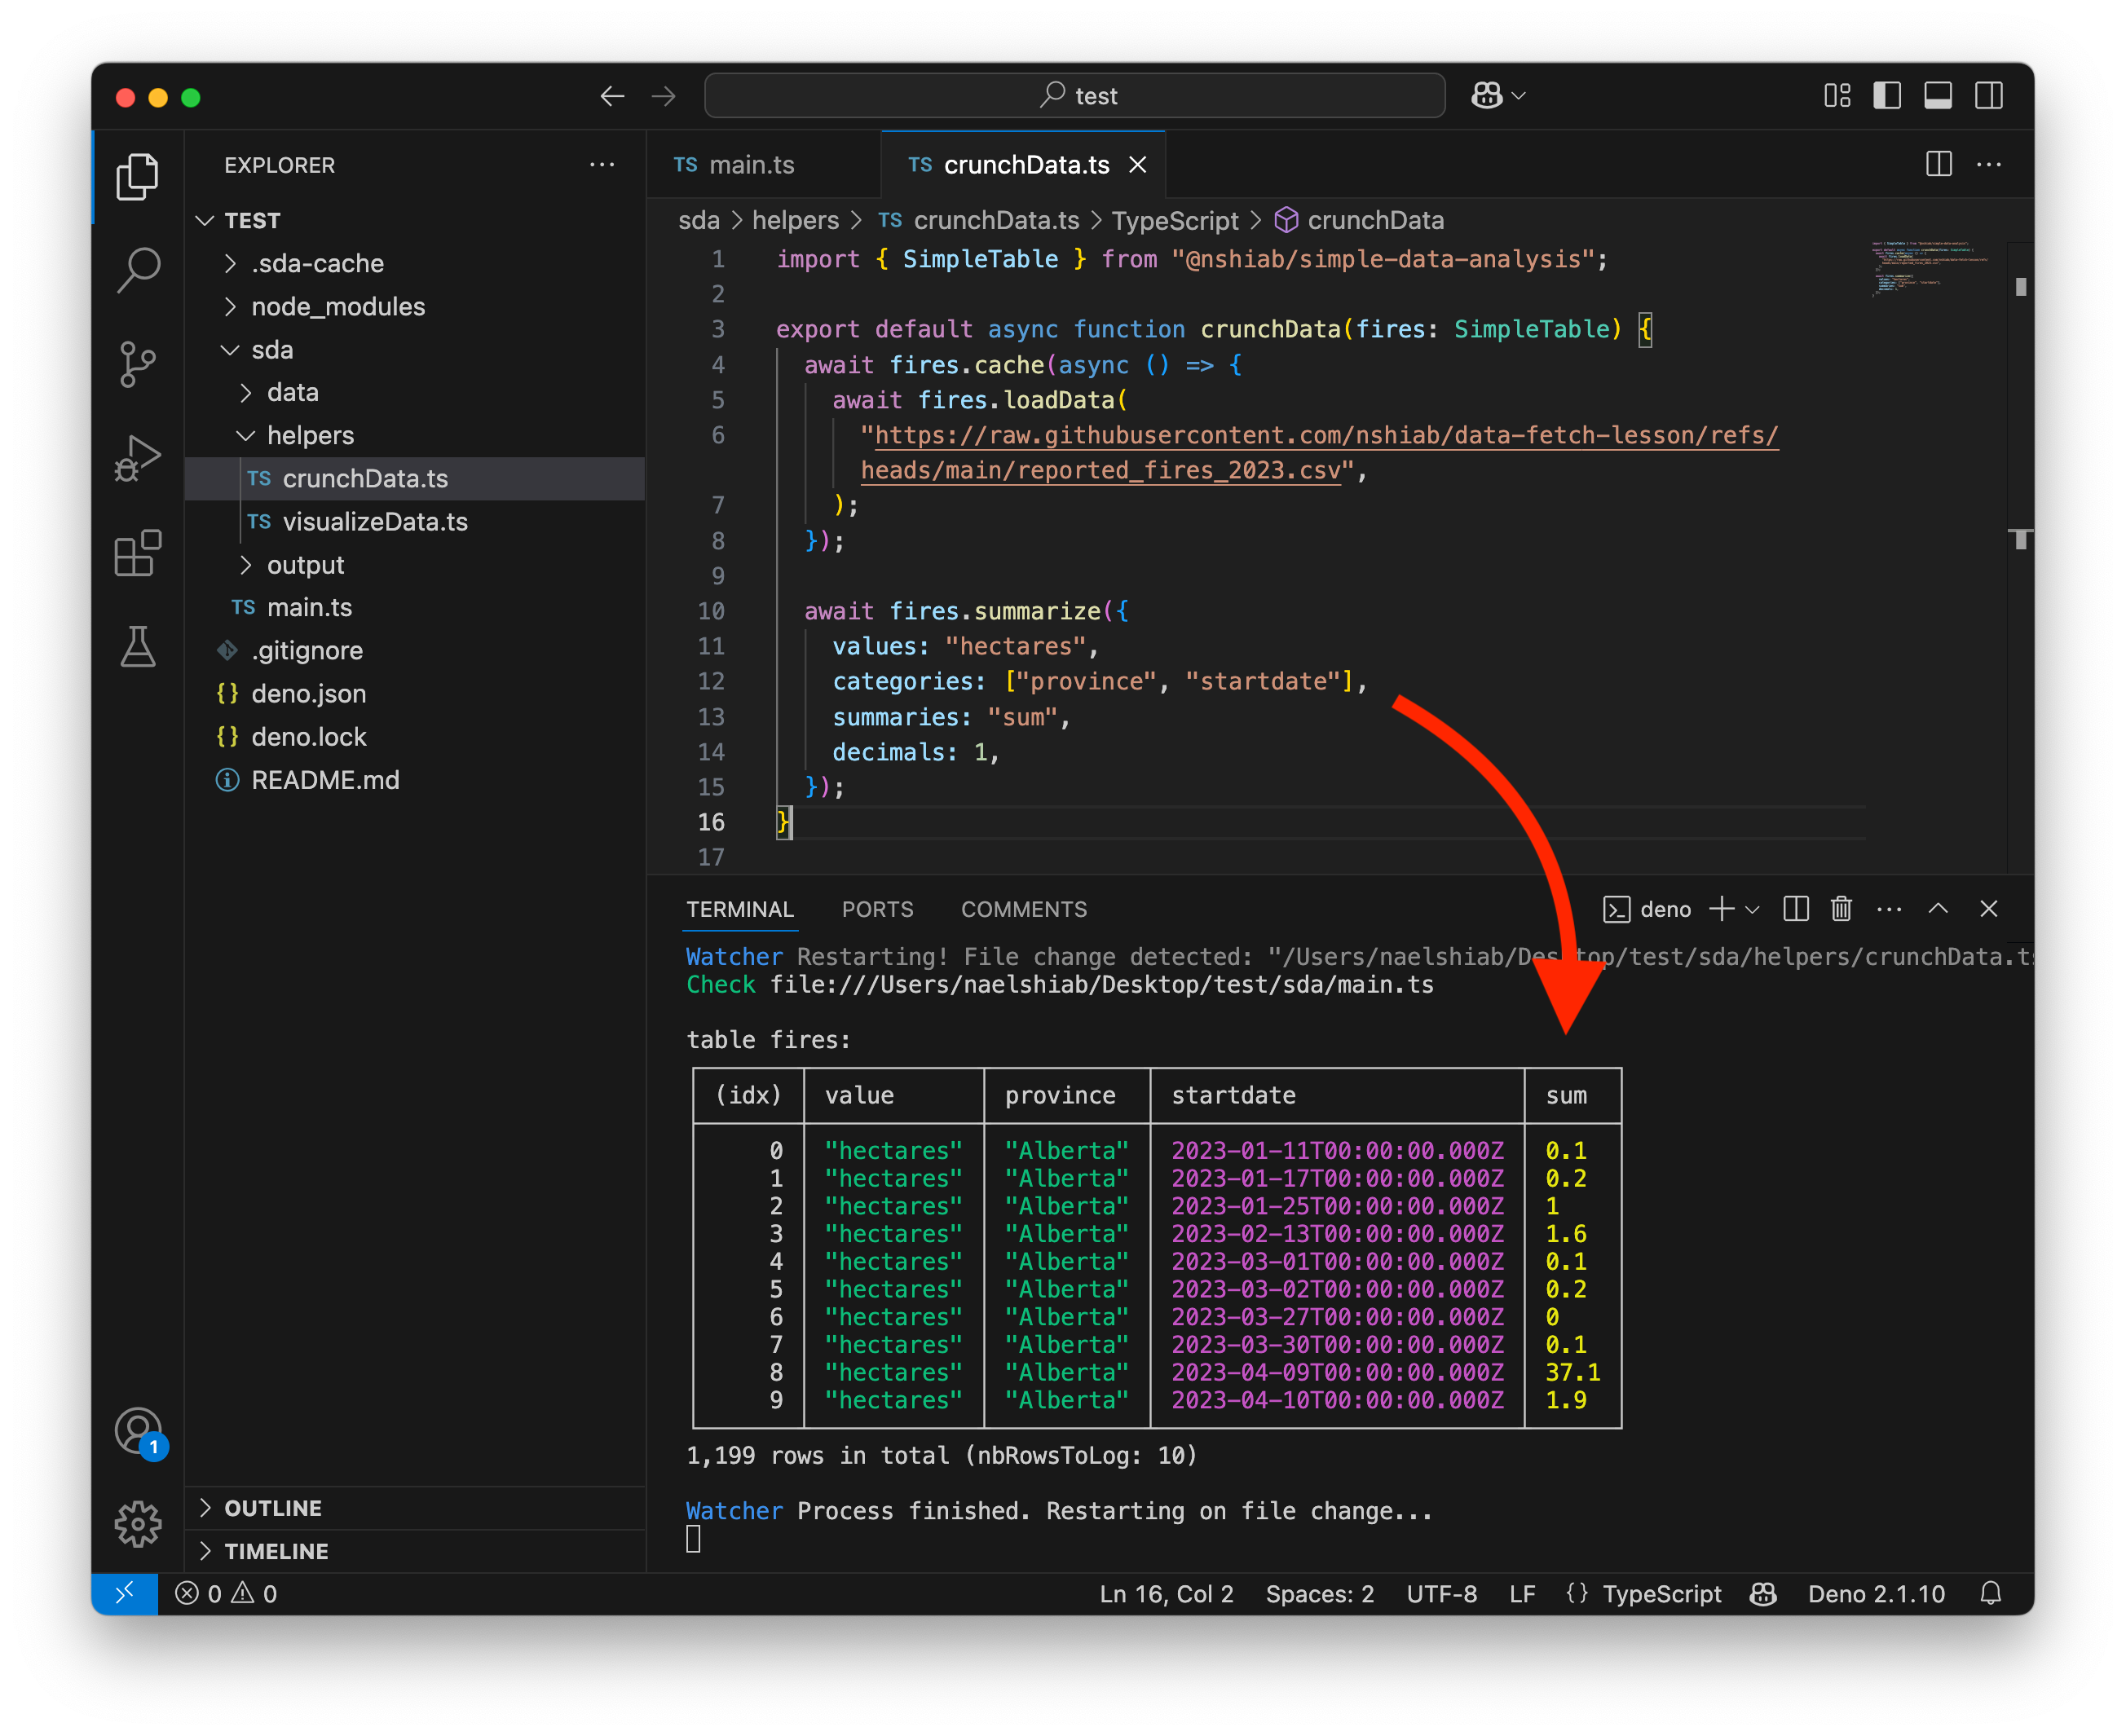 test
EXPLORER
TEST
.sda-cache
node_modules
sda
data
helpers
TS crunchData.ts
TS visualizeData.ts
output
TS main.ts
.gitignore
{} deno.json
{} deno.lock
README.md
OUTLINE
TIMELINE
1
TS main.ts
TS crunchData.ts
sda > helpers > TS crunchData.ts > TypeScript > crunchData
1 import { SimpleTable } from "@nshiab/simple-data-analysis";
2
3 export default async function crunchData(fires: SimpleTable) {
4 await fires.cache(async () => {
5 await fires.loadData(
6 "https://raw.githubusercontent.com/nshiab/data-fetch-lesson/refs/
heads/main/reported_fires_2023.csv",
7 );
8 });
9
10 await fires.summarize({
11 values: "hectares",
12 categories: ["province", "startdate"],
13 summaries: "sum",
14 decimals: 1,
15 });
16 }
17
TERMINAL PORTS COMMENTS
deno
Watcher Restarting! File change detected: "/Users/naelshiab/Desktop/test/sda/helpers/crunchData.ts
Check file:///Users/naelshiab/Desktop/test/sda/main.ts
table fires:
(idx) value province startdate sum
0 "hectares" "Alberta" 2023-01-11T00:00:00.000Z 0.1
1 "hectares" "Alberta" 2023-01-17T00:00:00.000Z 0.2
2 "hectares" "Alberta" 2023-01-25T00:00:00.000Z 1
3 "hectares" "Alberta" 2023-02-13T00:00:00.000Z 1.6
4 "hectares" "Alberta" 2023-03-01T00:00:00.000Z 0.1
5 "hectares" "Alberta" 2023-03-02T00:00:00.000Z 0.2
6 "hectares" "Alberta" 2023-03-27T00:00:00.000Z 0
7 "hectares" "Alberta" 2023-03-30T00:00:00.000Z 0.1
8 "hectares" "Alberta" 2023-04-09T00:00:00.000Z 37.1
9 "hectares" "Alberta" 2023-04-10T00:00:00.000Z 1.9
1,199 rows in total (nbRowsToLog: 10)
Watcher Process finished. Restarting on file change...
0 0
Ln 16, Col 2 Spaces: 2 UTF-8 LF {} TypeScript Deno 2.1.10